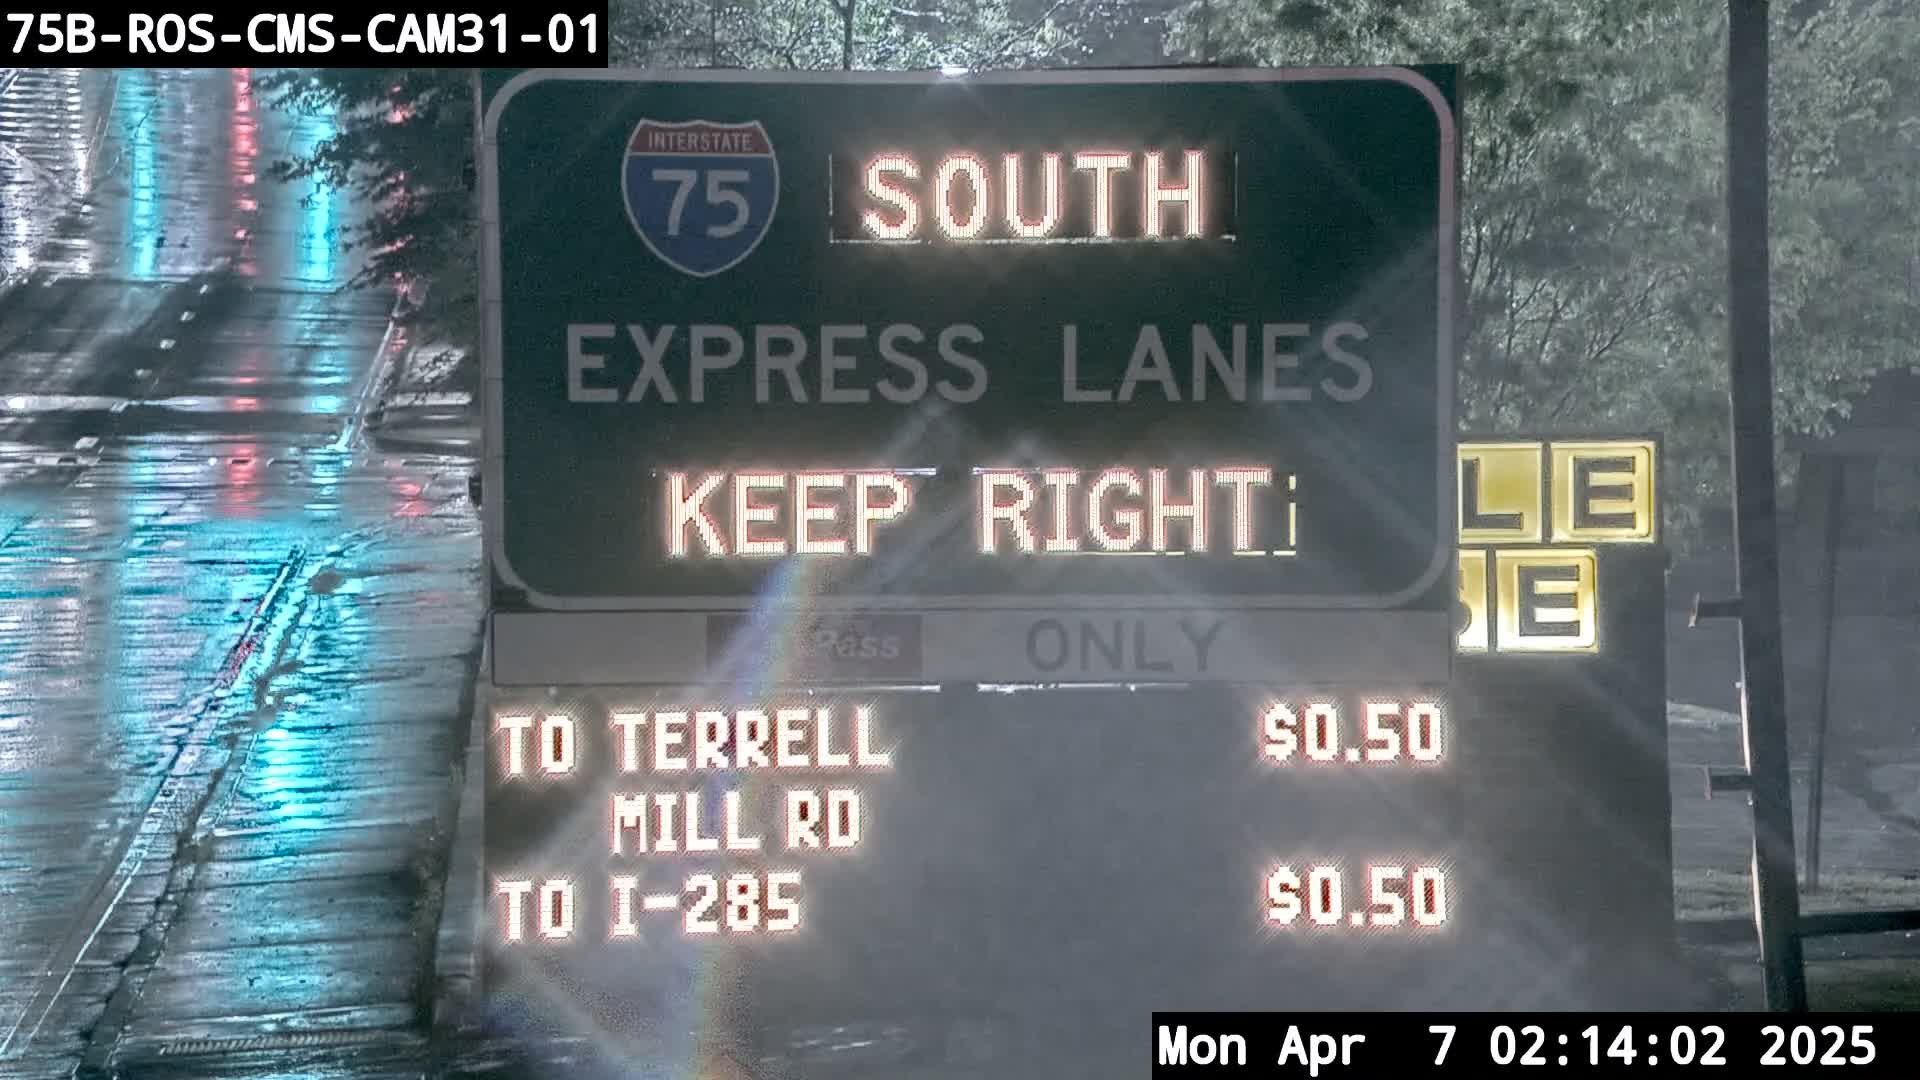 75B-ROS-CMS-CAM31-01
INTERSTATE
75
SOUTH
EXPRESS LANES
KEEP RIGHT
LE
E
Pass ONLY
TO TERRELL $0.50
MILL RD
TO I-285 $0.50
Mon Apr 7 02:14:02 2025